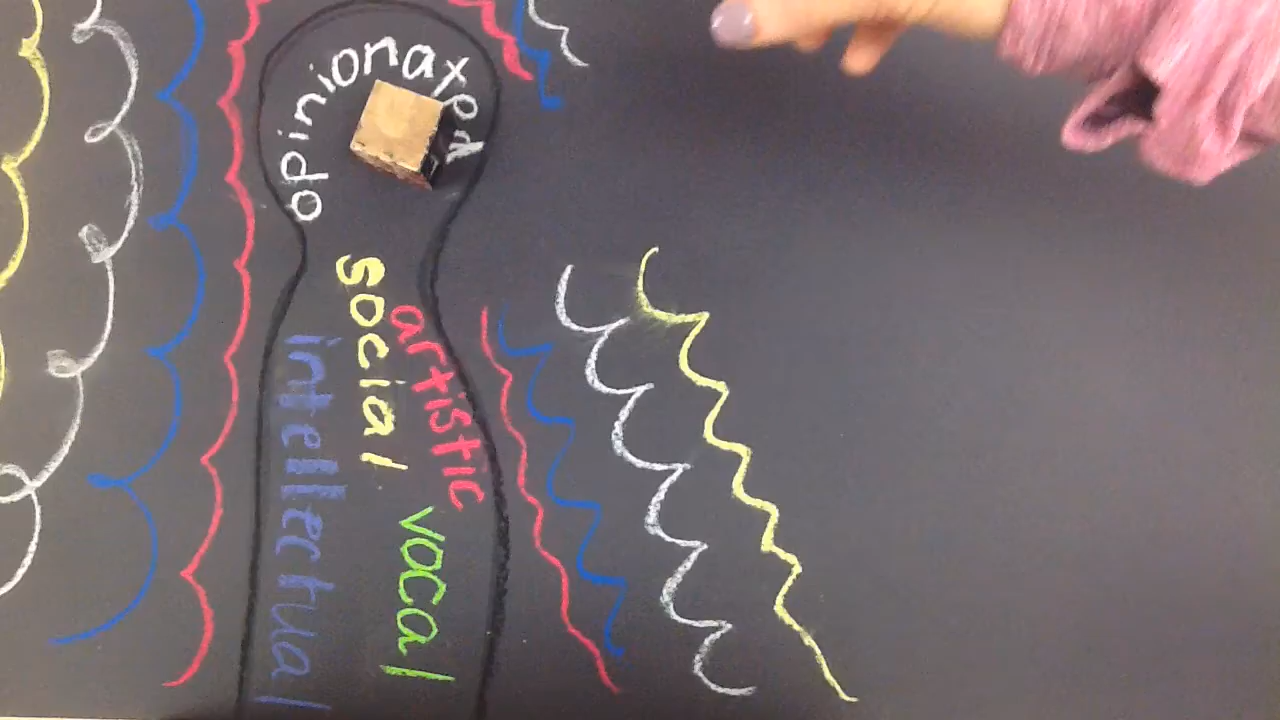 opinionated
social
artistic
intellectual
vocal